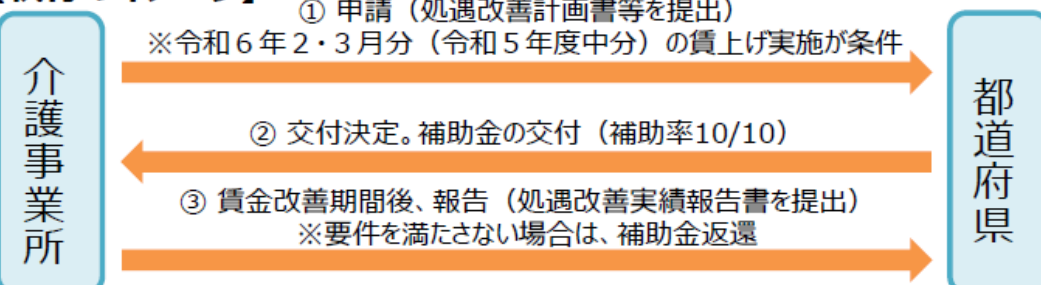 ① 申請（処遇改善計画書等を提出）
※令和６年２・３月分（令和５年度中分）の賃上げ実施が条件
介護事業所
都道府県
② 交付決定。補助金の交付（補助率10/10）
③ 賃金改善期間後、報告（処遇改善実績報告書を提出）
※要件を満たさない場合は、補助金返還